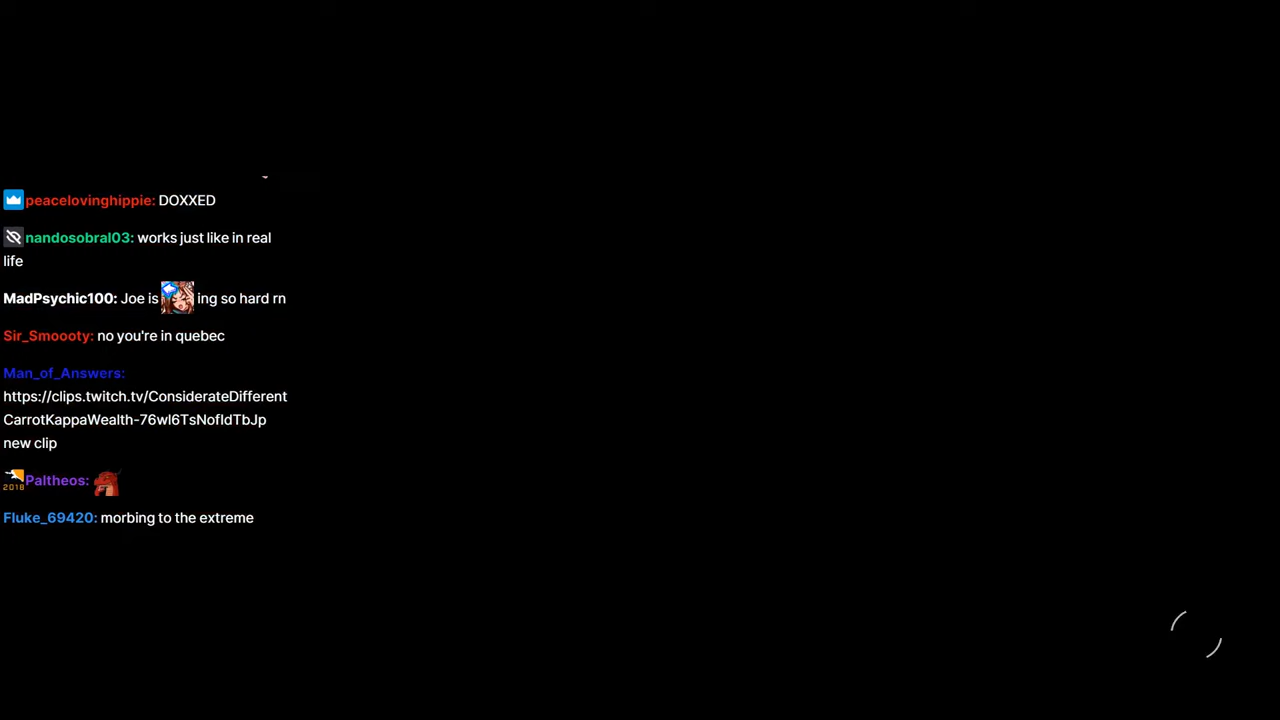 peacelovinghippie: DOXXED
nandosobral03: works just like in real
life
MadPsychic100: Joe is ing so hard rn
Sir_Smoooty: no you're in quebec
Man_of_Answers:
https://clips.twitch.tv/ConsiderateDifferent
CarrotKappaWealth-76wl6TsNofIdTbJp
new clip
2018 Paltheos:
Fluke_69420: morbing to the extreme